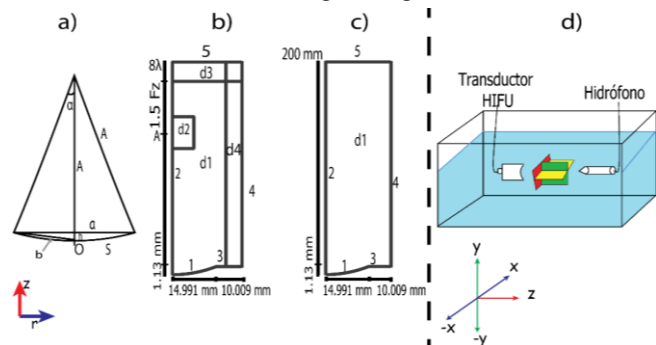 a)
α
A
A
a
h
b
O
S
z
r
b)
5
8λ
d3
1.5 Fz
A
d2
d1
d4
2
4
3
1
1.13 mm
14.991 mm 10.009 mm
c)
5
200 mm
d1
2
4
3
1
1.13 mm
14.991 mm 10.009 mm
d)
Transductor
HIFU
Hidrófono
y
x
z
-x
-y